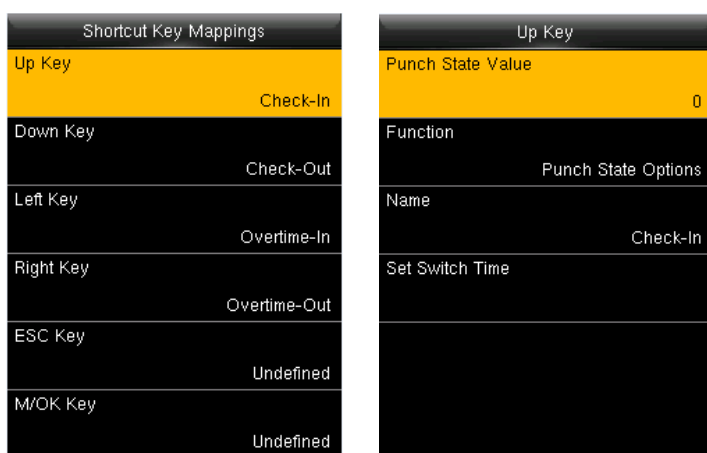 Shortcut Key Mappings
Up Key
Check-In
Down Key
Check-Out
Left Key
Overtime-In
Right Key
Overtime-Out
ESC Key
Undefined
M/OK Key
Undefined
Up Key
Punch State Value
0
Function
Punch State Options
Name
Check-In
Set Switch Time